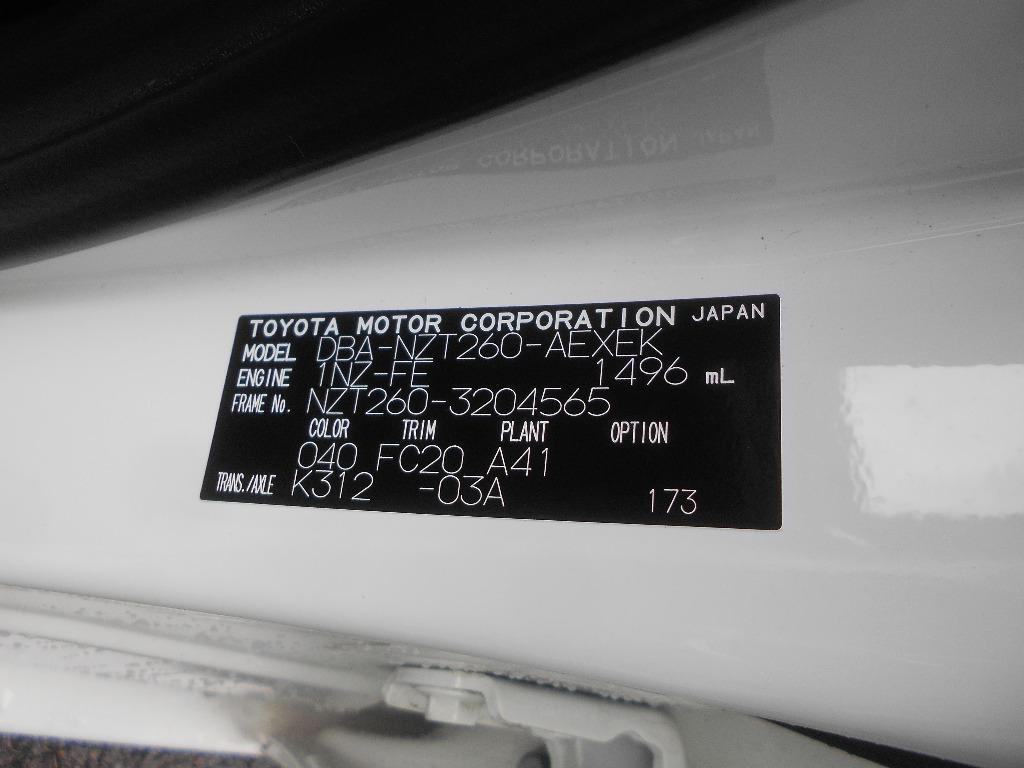 TOYOTA MOTOR CORPORATION JAPAN
MODEL DBA-NZT260-AEXEK
ENGINE 1NZ-FE 1496 mL
FRAME No. NZT260-3204565
COLOR TRIM PLANT OPTION
040 FC20 A41
TRANS./AXLE K312 -03A 173